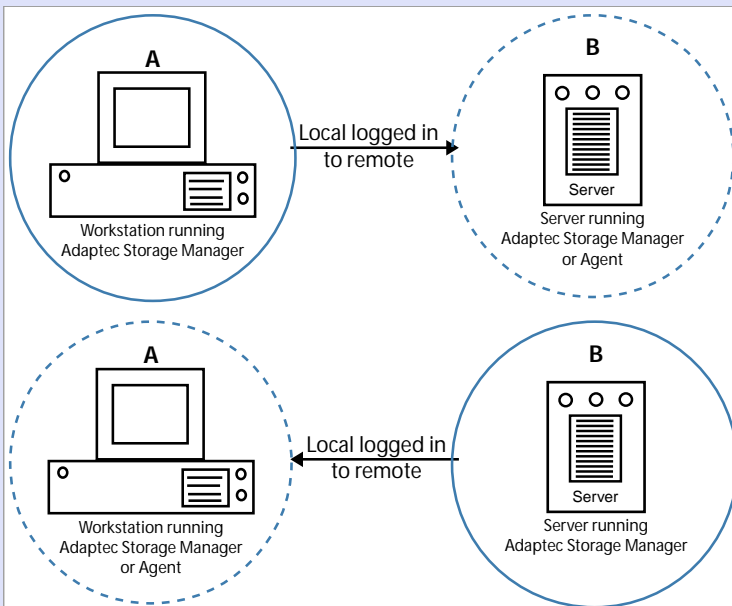 A
B
Local logged in
to remote
Server
Workstation running
Adaptec Storage Manager
Server running
Adaptec Storage Manager
or Agent
A
B
Local logged in
to remote
Server
Workstation running
Adaptec Storage Manager
or Agent
Server running
Adaptec Storage Manager